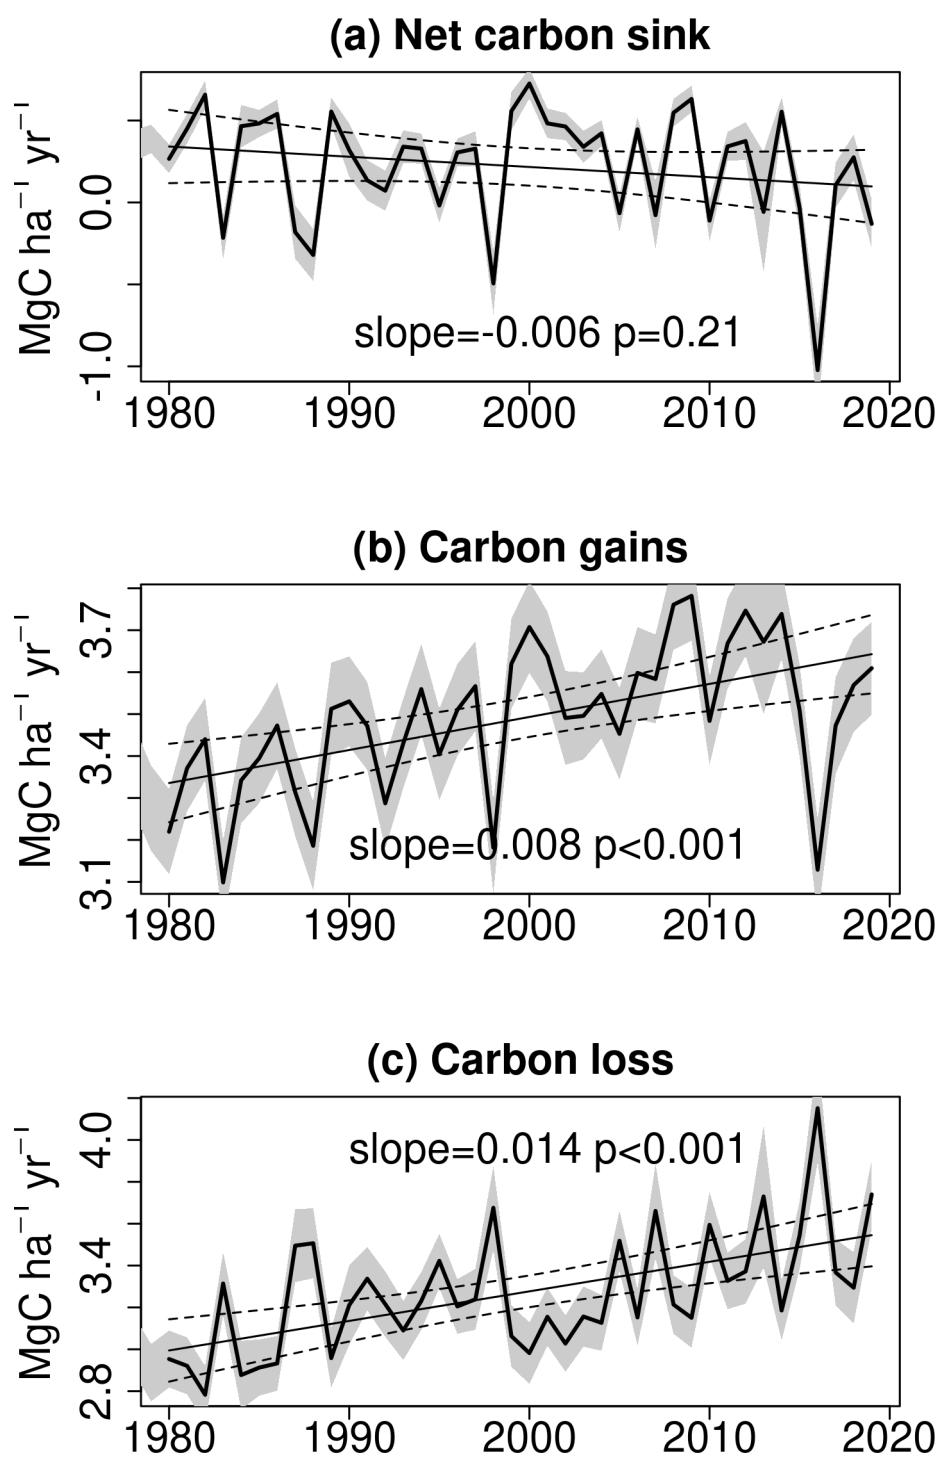 (a) Net carbon sink
MgC ha⁻¹ yr⁻¹
0.0
-1.0
slope=-0.006 p=0.21
1980 1990 2000 2010 2020
(b) Carbon gains
MgC ha⁻¹ yr⁻¹
3.7
3.4
3.1
slope=0.008 p<0.001
1980 1990 2000 2010 2020
(c) Carbon loss
MgC ha⁻¹ yr⁻¹
4.0
3.4
2.8
slope=0.014 p<0.001
1980 1990 2000 2010 2020